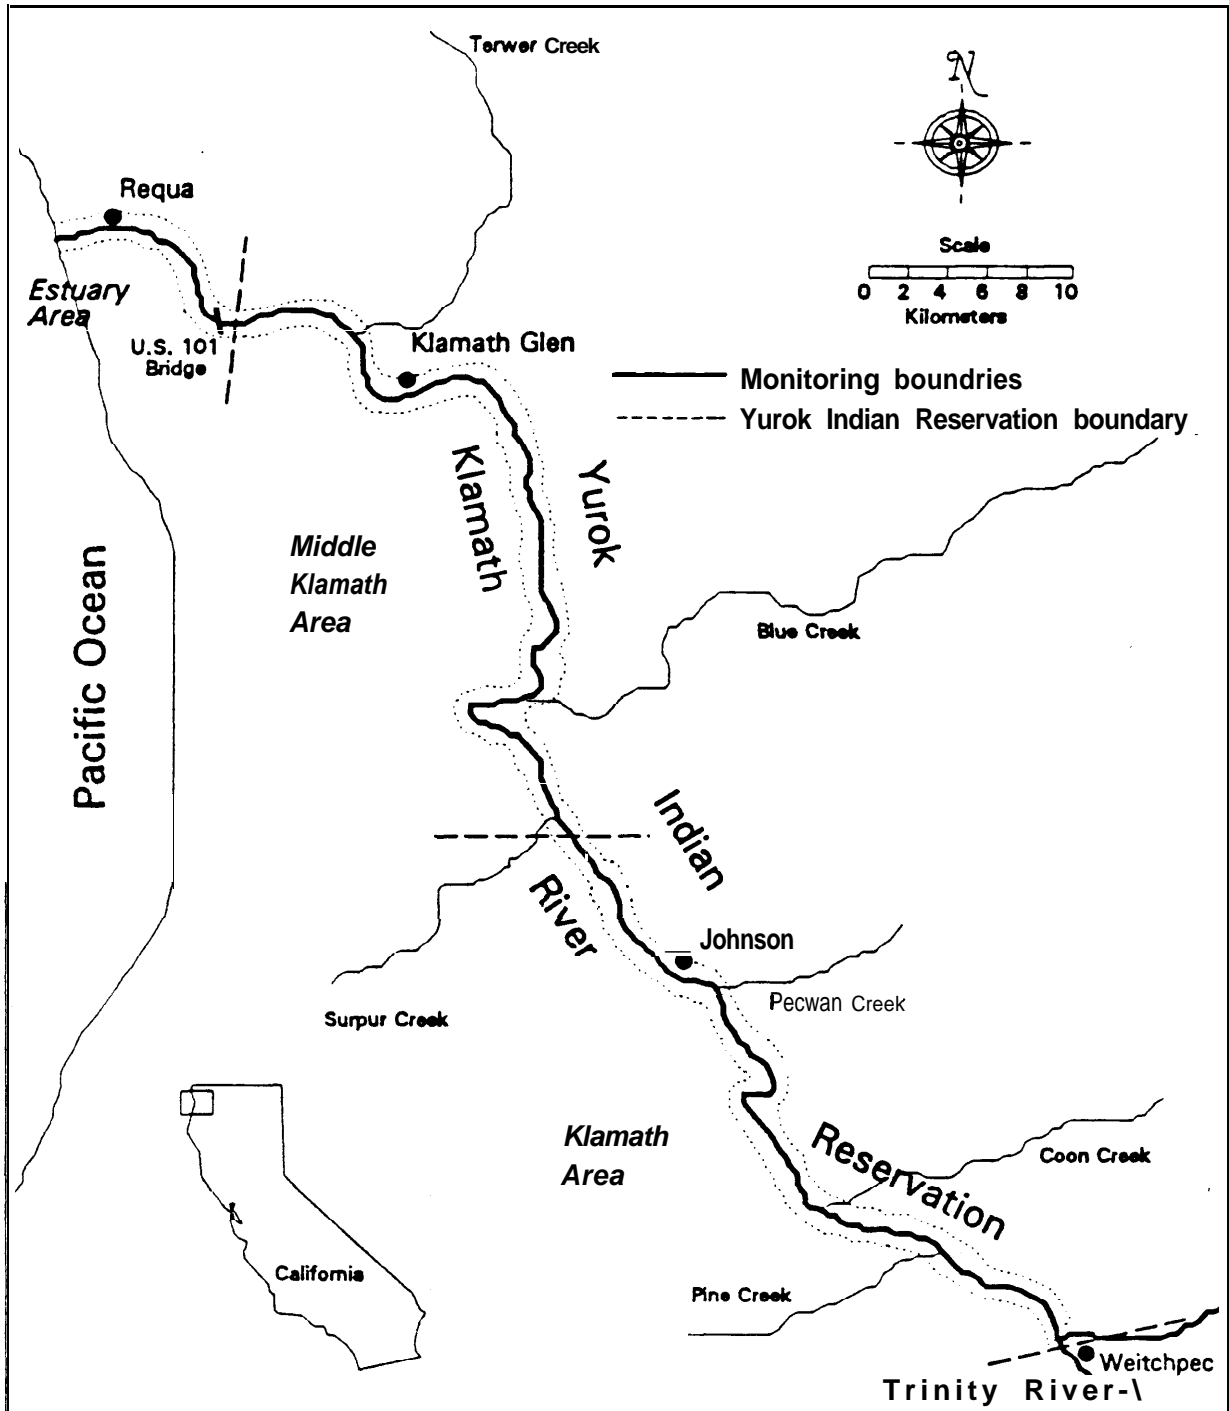 Terwer Creek
N
Requa
Scale
0 2 4 6 8 10
Kilometers
Estuary
Area
U.S. 101
Bridge
Klamath Glen
Monitoring boundries
Yurok Indian Reservation boundary
Klamath
Yurok
Middle
Klamath
Area
Pacific Ocean
Blue Creek
Indian
River
Johnson
Pecwan Creek
Surpur Creek
Klamath
Area
Reservation
Coon Creek
California
Pine Creek
Weitchpec
Trinity River-\